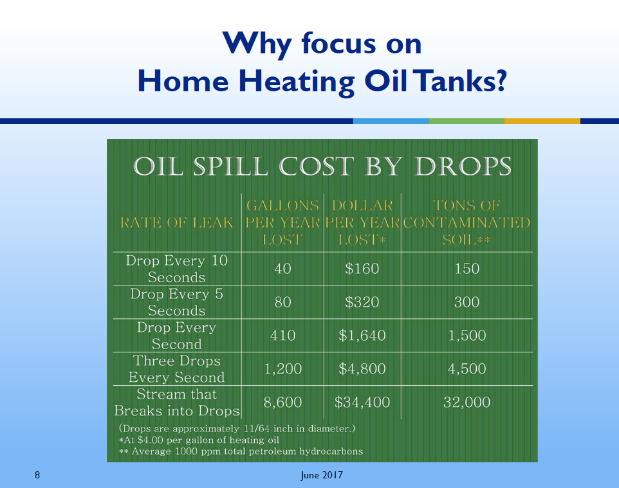 Why focus on
Home Heating Oil Tanks?
OIL SPILL COST BY DROPS
RATE OF LEAK GALLONS PER YEAR LOST DOLLAR PER YEAR LOST* TONS OF CONTAMINATED SOIL**
Drop Every 10 Seconds 40 $160 150
Drop Every 5 Seconds 80 $320 300
Drop Every Second 410 $1,640 1,500
Three Drops Every Second 1,200 $4,800 4,500
Stream that Breaks into Drops 8,600 $34,400 32,000
(Drops are approximately 11/64 inch in diameter.)
*At $4.00 per gallon of heating oil
** Average 1000 ppm total petroleum hydrocarbons
8 June 2017